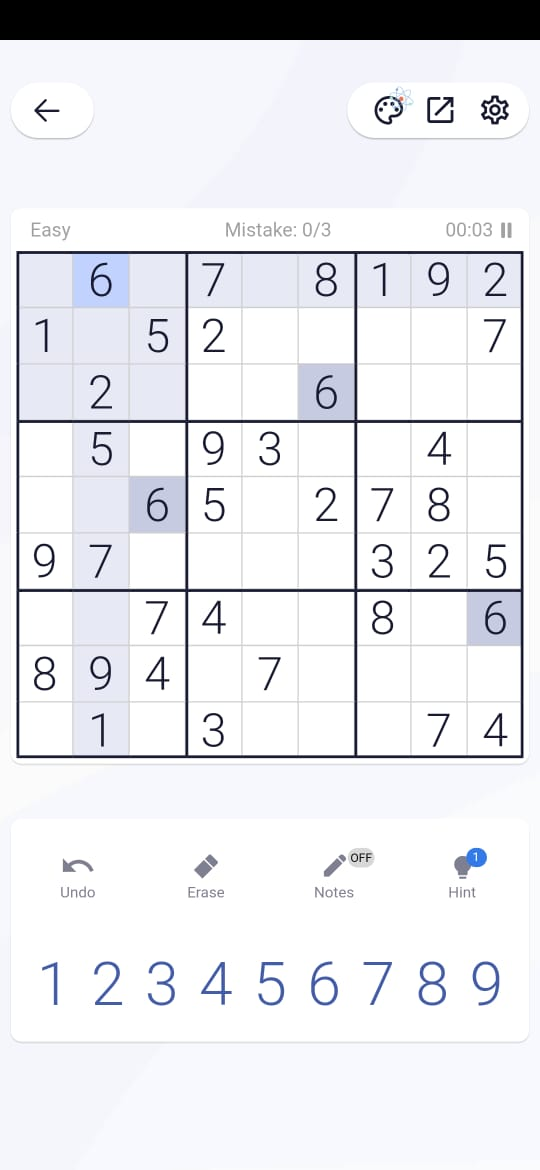 Easy Mistake: 0/3 00:03
6 7 8 1 9 2
1 5 2 7
2 6
5 9 3 4
6 5 2 7 8
9 7 3 2 5
7 4 8 6
8 9 4 7
1 3 7 4
OFF 1
Undo Erase Notes Hint
1 2 3 4 5 6 7 8 9